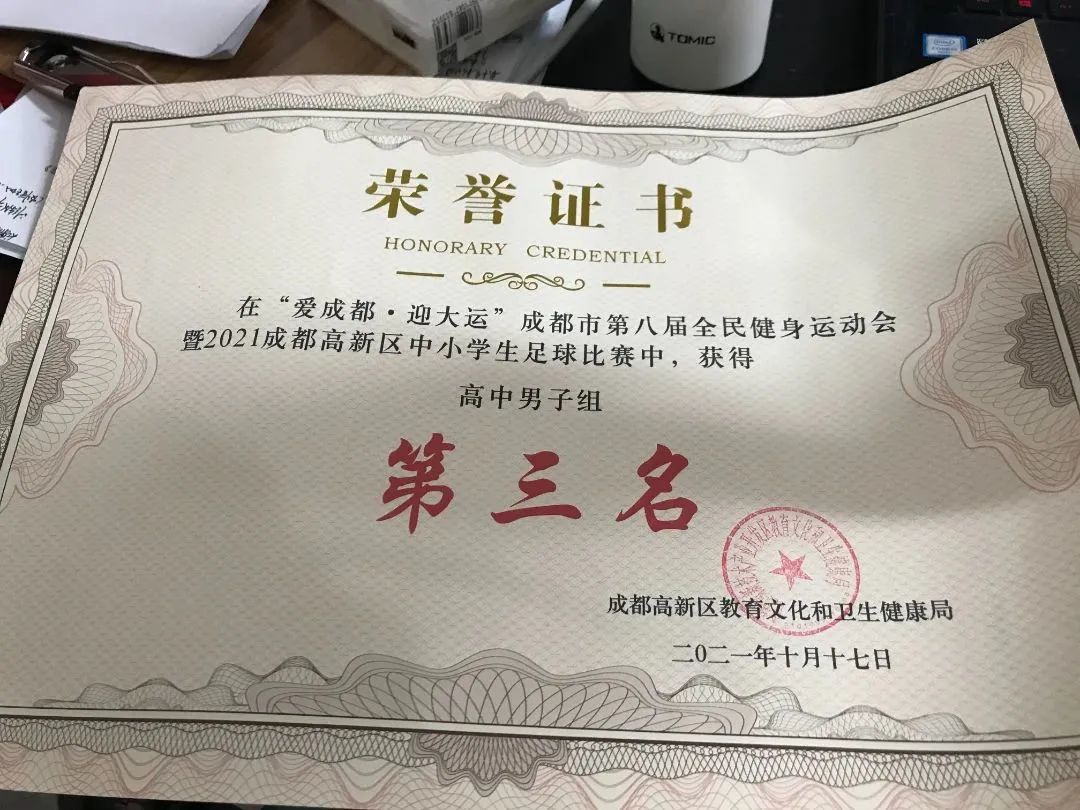 TOMIC
荣誉证书
HONORARY CREDENTIAL
在“爱成都·迎大运”成都市第八届全民健身运动会
暨2021成都高新区中小学生足球比赛中，获得
高中男子组
第三名
成都高新区教育文化和卫生健康局
二〇二一年十月十七日